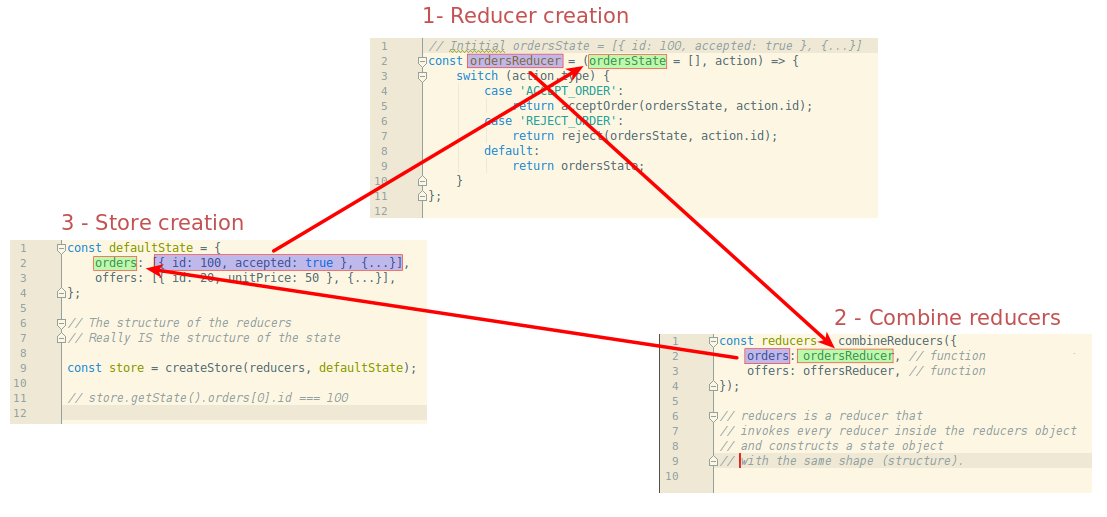 1- Reducer creation
1 // Intitial ordersState = [{ id: 100, accepted: true }, {...}]
2 const ordersReducer = (ordersState = [], action) => {
3 switch (action.type) {
4 case 'ACCEPT_ORDER':
5 return acceptOrder(ordersState, action.id);
6 case 'REJECT_ORDER':
7 return reject(ordersState, action.id);
8 default:
9 return ordersState;
10 }
11 };
12
3 - Store creation
1 const defaultState = {
2 orders: [{ id: 100, accepted: true }, {...}],
3 offers: [{ id: 20, unitPrice: 50 }, {...}],
4 };
5
6 // The structure of the reducers
7 // Really IS the structure of the state
8
9 const store = createStore(reducers, defaultState);
10
11 // store.getState().orders[0].id === 100
12
2 - Combine reducers
1 const reducers = combineReducers({
2 orders: ordersReducer, // function
3 offers: offersReducer, // function
4 });
5
6 // reducers is a reducer that
7 // invokes every reducer inside the reducers object
8 // and constructs a state object
9 // with the same shape (structure).
10